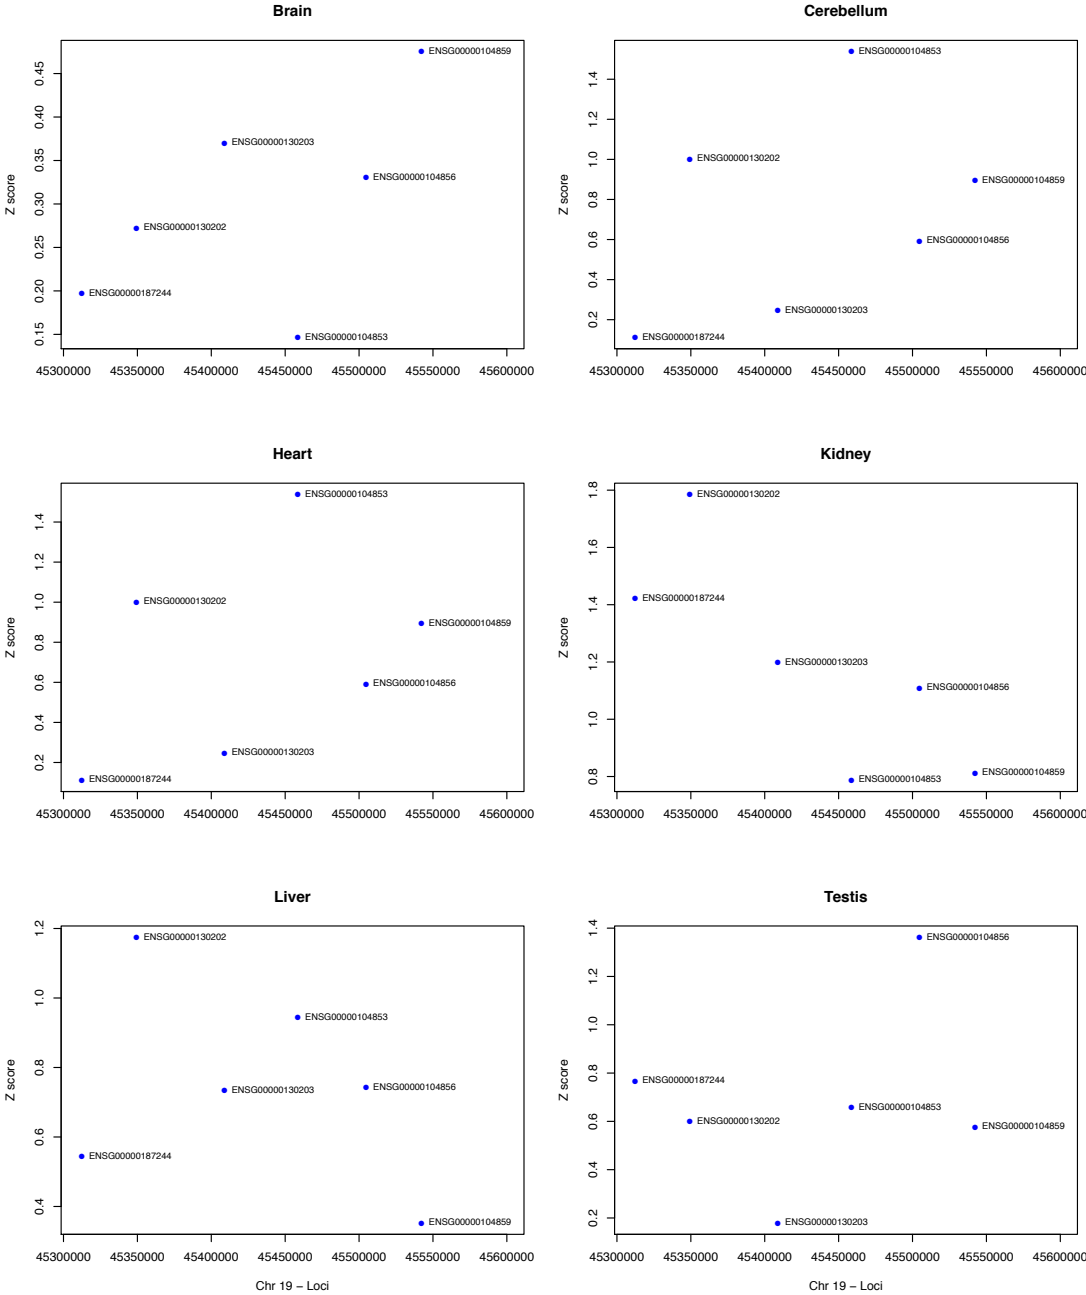 Brain
Z score
0.45
0.40
0.35
0.30
0.25
0.20
0.15
ENSG00000104859
ENSG00000130203
ENSG00000104856
ENSG00000130202
ENSG00000187244
ENSG00000104853
45300000 45350000 45400000 45450000 45500000 45550000 45600000
Cerebellum
Z score
1.4
1.2
1.0
0.8
0.6
0.4
0.2
ENSG00000104853
ENSG00000130202
ENSG00000104859
ENSG00000104856
ENSG00000130203
ENSG00000187244
45300000 45350000 45400000 45450000 45500000 45550000 45600000
Heart
Z score
1.4
1.2
1.0
0.8
0.6
0.4
0.2
ENSG00000104853
ENSG00000130202
ENSG00000104859
ENSG00000104856
ENSG00000130203
ENSG00000187244
45300000 45350000 45400000 45450000 45500000 45550000 45600000
Kidney
Z score
1.8
1.6
1.4
1.2
1.0
0.8
ENSG00000130202
ENSG00000187244
ENSG00000130203
ENSG00000104856
ENSG00000104859
ENSG00000104853
45300000 45350000 45400000 45450000 45500000 45550000 45600000
Liver
Z score
1.2
1.0
0.8
0.6
0.4
ENSG00000130202
ENSG00000104853
ENSG00000104856
ENSG00000130203
ENSG00000187244
ENSG00000104859
45300000 45350000 45400000 45450000 45500000 45550000 45600000
Chr 19 – Loci
Testis
Z score
1.4
1.2
1.0
0.8
0.6
0.4
0.2
ENSG00000104856
ENSG00000187244
ENSG00000104853
ENSG00000130202
ENSG00000104859
ENSG00000130203
45300000 45350000 45400000 45450000 45500000 45550000 45600000
Chr 19 – Loci